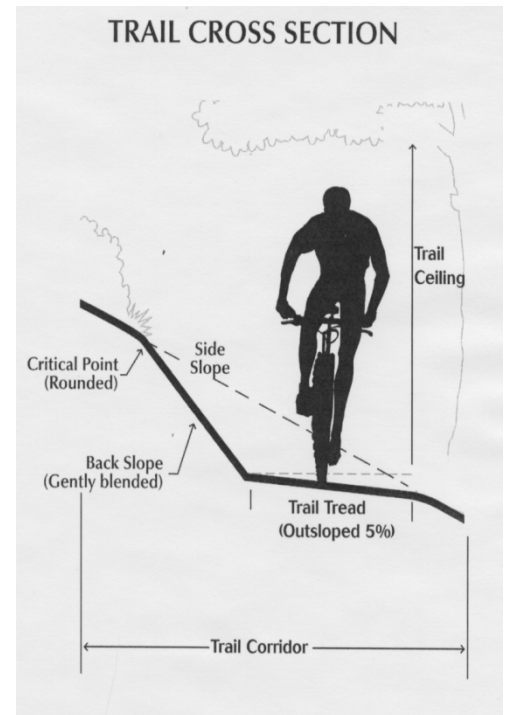 TRAIL CROSS SECTION
Trail
Ceiling
Side
Slope
Critical Point
(Rounded)
Back Slope
(Gently blended)
Trail Tread
(Outsloped 5%)
Trail Corridor